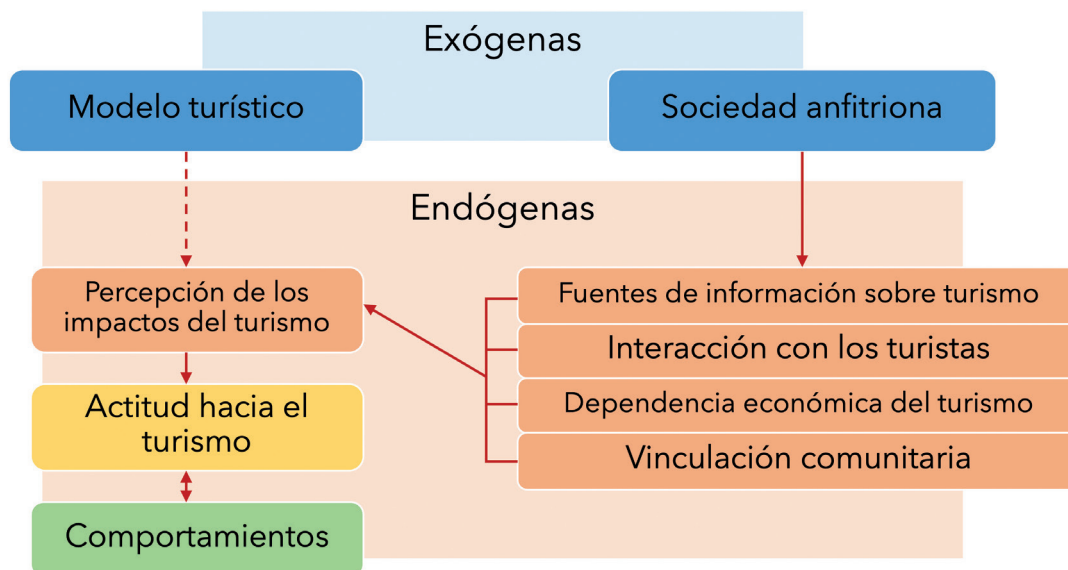 Exógenas
Modelo turístico
Sociedad anfitriona
Endógenas
Percepción de los
impactos del turismo
Actitud hacia el
turismo
Comportamientos
Fuentes de información sobre turismo
Interacción con los turistas
Dependencia económica del turismo
Vinculación comunitaria